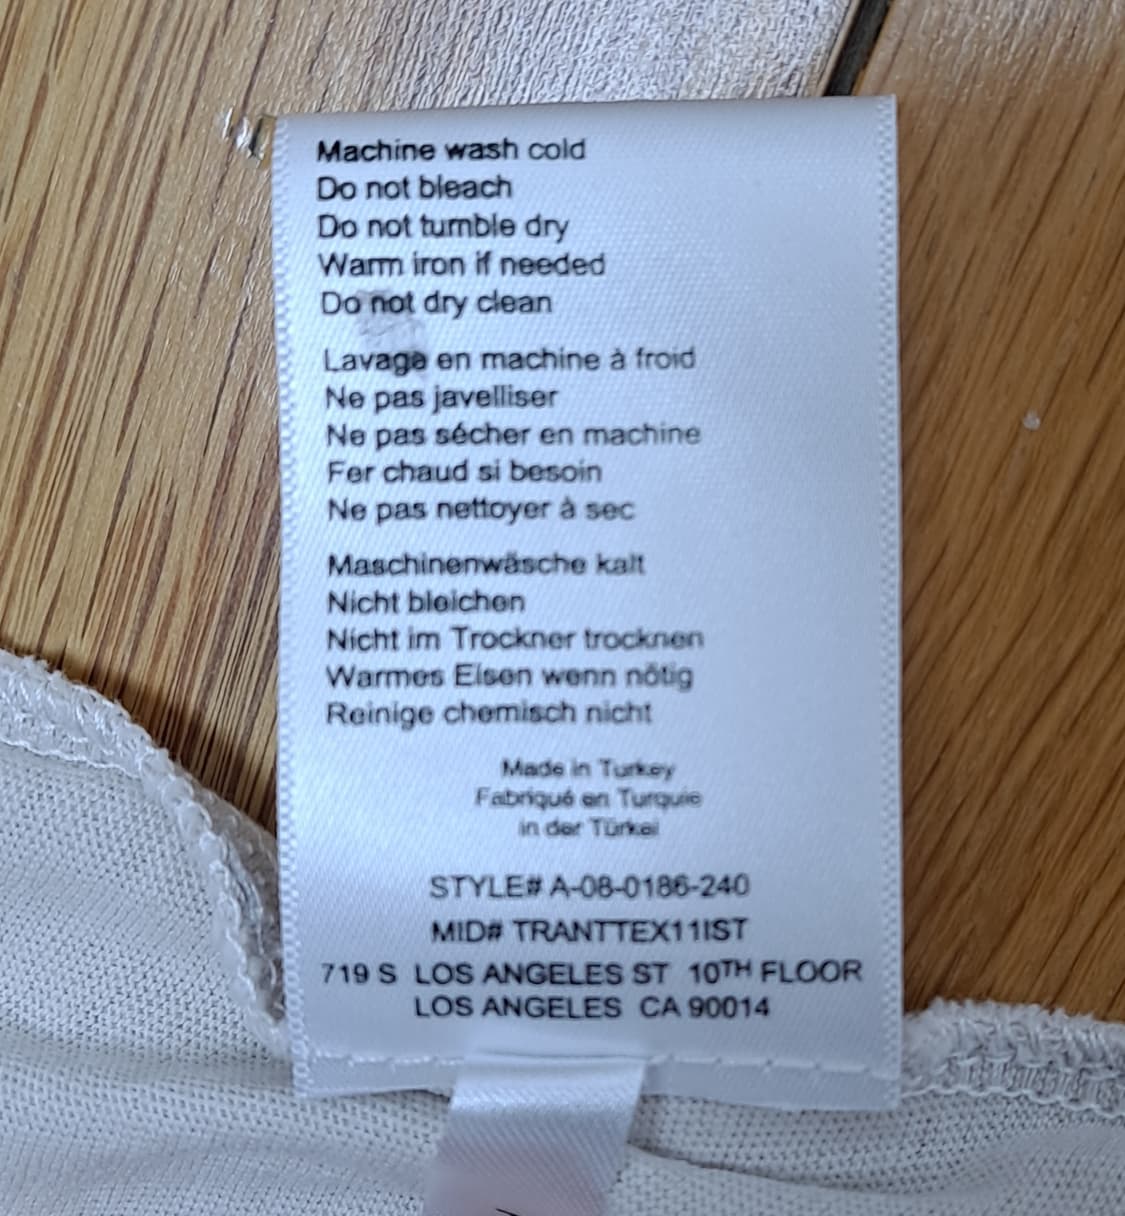 Machine wash cold
Do not bleach
Do not tumble dry
Warm iron if needed
Do not dry clean
Lavage en machine à froid
Ne pas javelliser
Ne pas sécher en machine
Fer chaud si besoin
Ne pas nettoyer à sec
Maschinenwäsche kalt
Nicht bleichen
Nicht im Trockner trocknen
Warmes Eisen wenn nötig
Reinige chemisch nicht
Made in Turkey
Fabriqué en Turquie
in der Türkei
STYLE# A-08-0186-240
MID# TRANTTEX11IST
719 S LOS ANGELES ST 10TH FLOOR
LOS ANGELES CA 90014